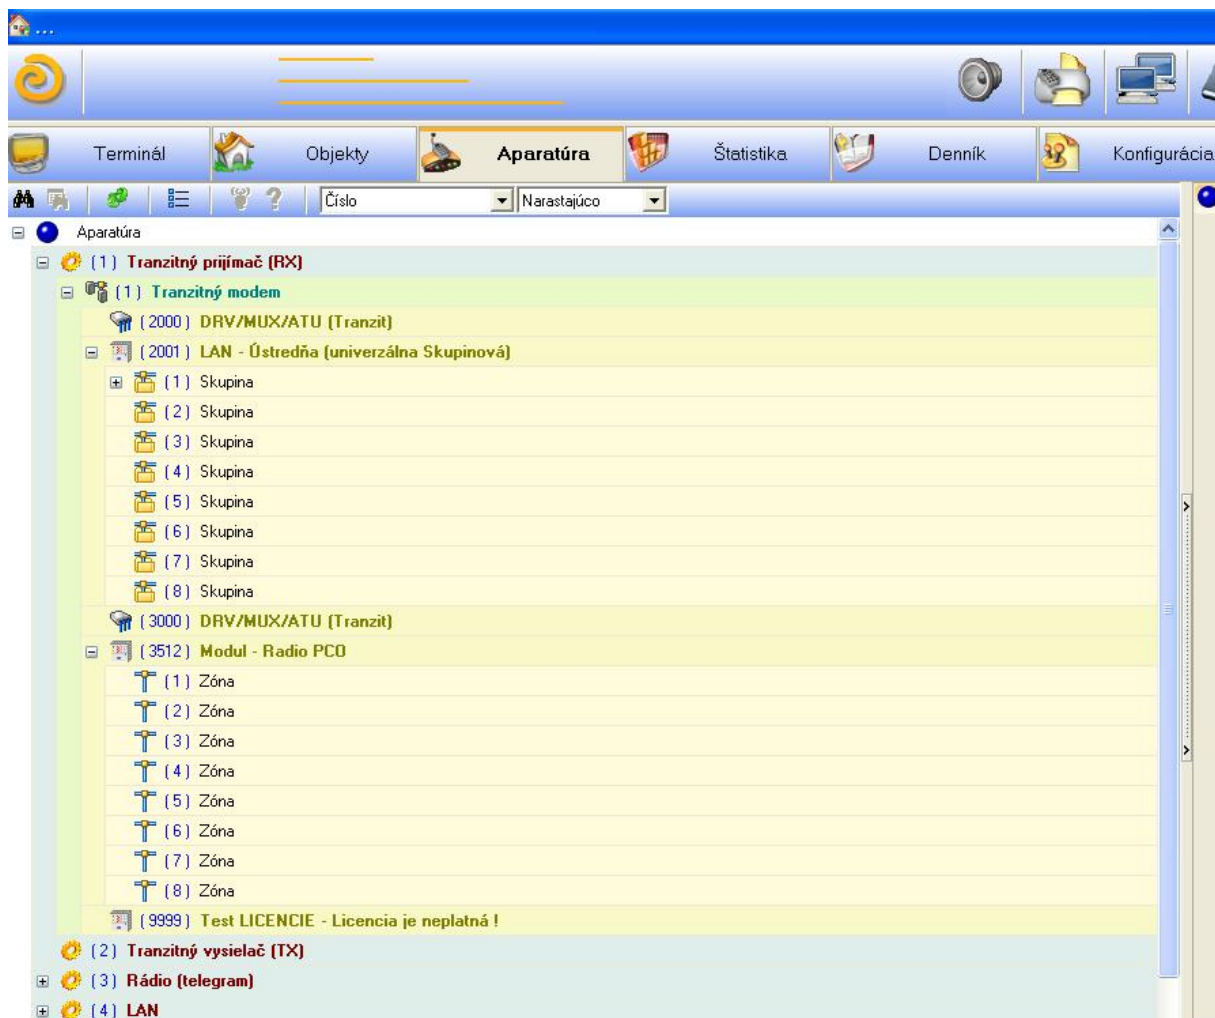 ...
Terminál Objekty Aparatúra Štatistika Denník Konfigurácia
Číslo Narastajúco
Aparatúra
(1) Tranzitný prijímač (RX)
(1) Tranzitný modem
(2000) DRV/MUX/ATU (Tranzit)
(2001) LAN - Ústredňa (univerzálna Skupinová)
(1) Skupina
(2) Skupina
(3) Skupina
(4) Skupina
(5) Skupina
(6) Skupina
(7) Skupina
(8) Skupina
(3000) DRV/MUX/ATU (Tranzit)
(3512) Modul - Radio PCO
(1) Zóna
(2) Zóna
(3) Zóna
(4) Zóna
(5) Zóna
(6) Zóna
(7) Zóna
(8) Zóna
(9999) Test LICENCIE - Licencia je neplatná !
(2) Tranzitný vysielač (TX)
(3) Rádio (telegram)
(4) LAN